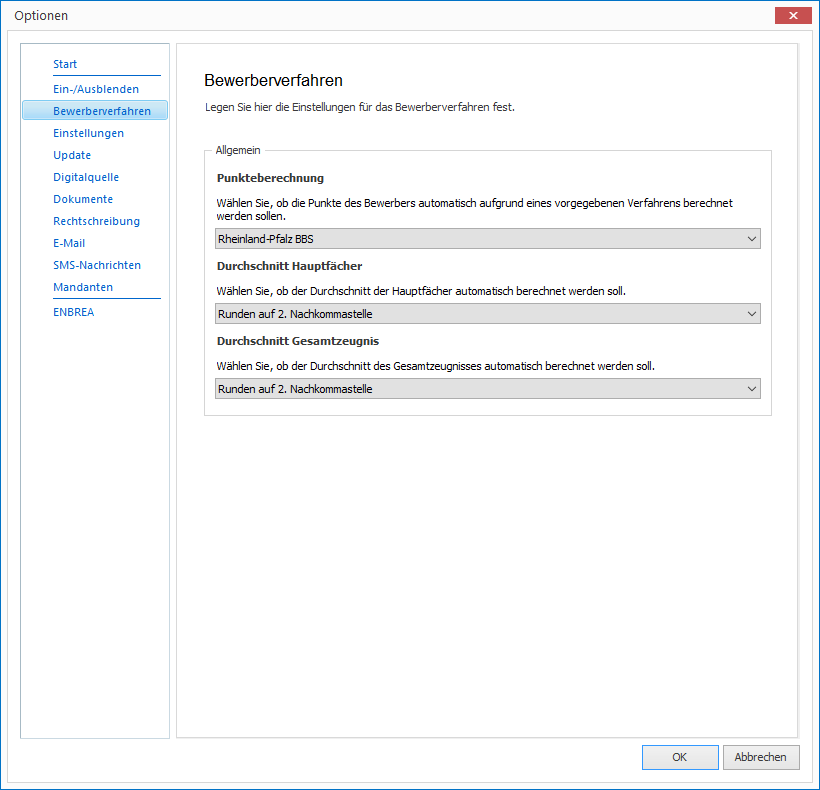 Optionen
Start
Ein-/Ausblenden
Bewerberverfahren
Einstellungen
Update
Digitalquelle
Dokumente
Rechtschreibung
E-Mail
SMS-Nachrichten
Mandanten
ENBREA
Bewerberverfahren
Legen Sie hier die Einstellungen für das Bewerberverfahren fest.
Allgemein
Punkteberechnung
Wählen Sie, ob die Punkte des Bewerbers automatisch aufgrund eines vorgegebenen Verfahrens berechnet
werden sollen.
Rheinland-Pfalz BBS
Durchschnitt Hauptfächer
Wählen Sie, ob der Durchschnitt der Hauptfächer automatisch berechnet werden soll.
Runden auf 2. Nachkommastelle
Durchschnitt Gesamtzeugnis
Wählen Sie, ob der Durchschnitt des Gesamtzeugnisses automatisch berechnet werden soll.
Runden auf 2. Nachkommastelle
OK
Abbrechen